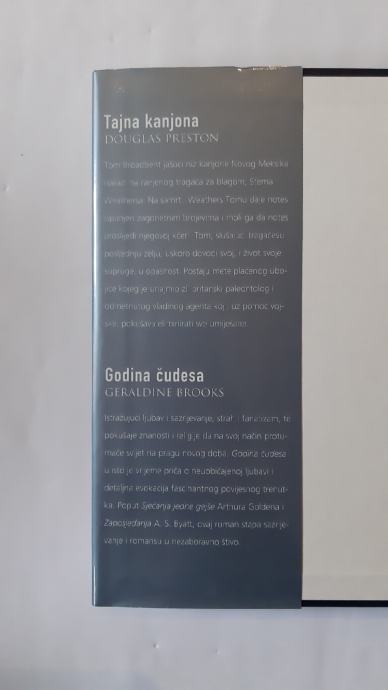 Tajna kanjona
DOUGLAS PRESTON
Tom Broadbent jašući niz kanjone Novog Meksika
nailazi na ranjenog tragača za blagom, Stema
Weathersa. Na samrti, Weathers Tomu daje notes
ispunjen zagonetnim brojevima i moli ga da notes
proslijedi njegovoj kćeri. Tom, slušajući tragačevu
posljednju želju, uskoro dovodi svoj, i život svoje
supruge, u opasnost. Postaju mete plaćenog ubo-
jice kojeg je unajmio zli britanski paleontolog i
odmetnutog vladinog agenta koji, uz pomoć voj-
ske, pokušava eliminirati sve umiješane.
Godina čudesa
GERALDINE BROOKS
Istražujući ljubav i sazrijevanje, strah i fanatizam, te
pokušaje znanosti i religije da na svoj način protu-
mače svijet na pragu novog doba, Godina čudesa
u isto je vrijeme priča o neuobičajenoj ljubavi i
detaljna evokacija fascinantnog povijesnog trenut-
ka. Poput Sjećanja jedne gejše Arthura Goldena i
Zaposjedanja A. S. Byatt, ovaj roman stapa sazrije-
vanje i romansu u nezaboravno štivo.